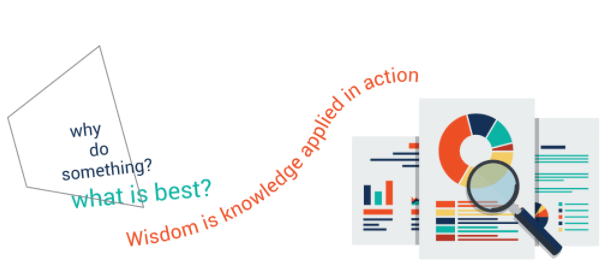 why
do
something?
what is best?
Wisdom is knowledge applied in action